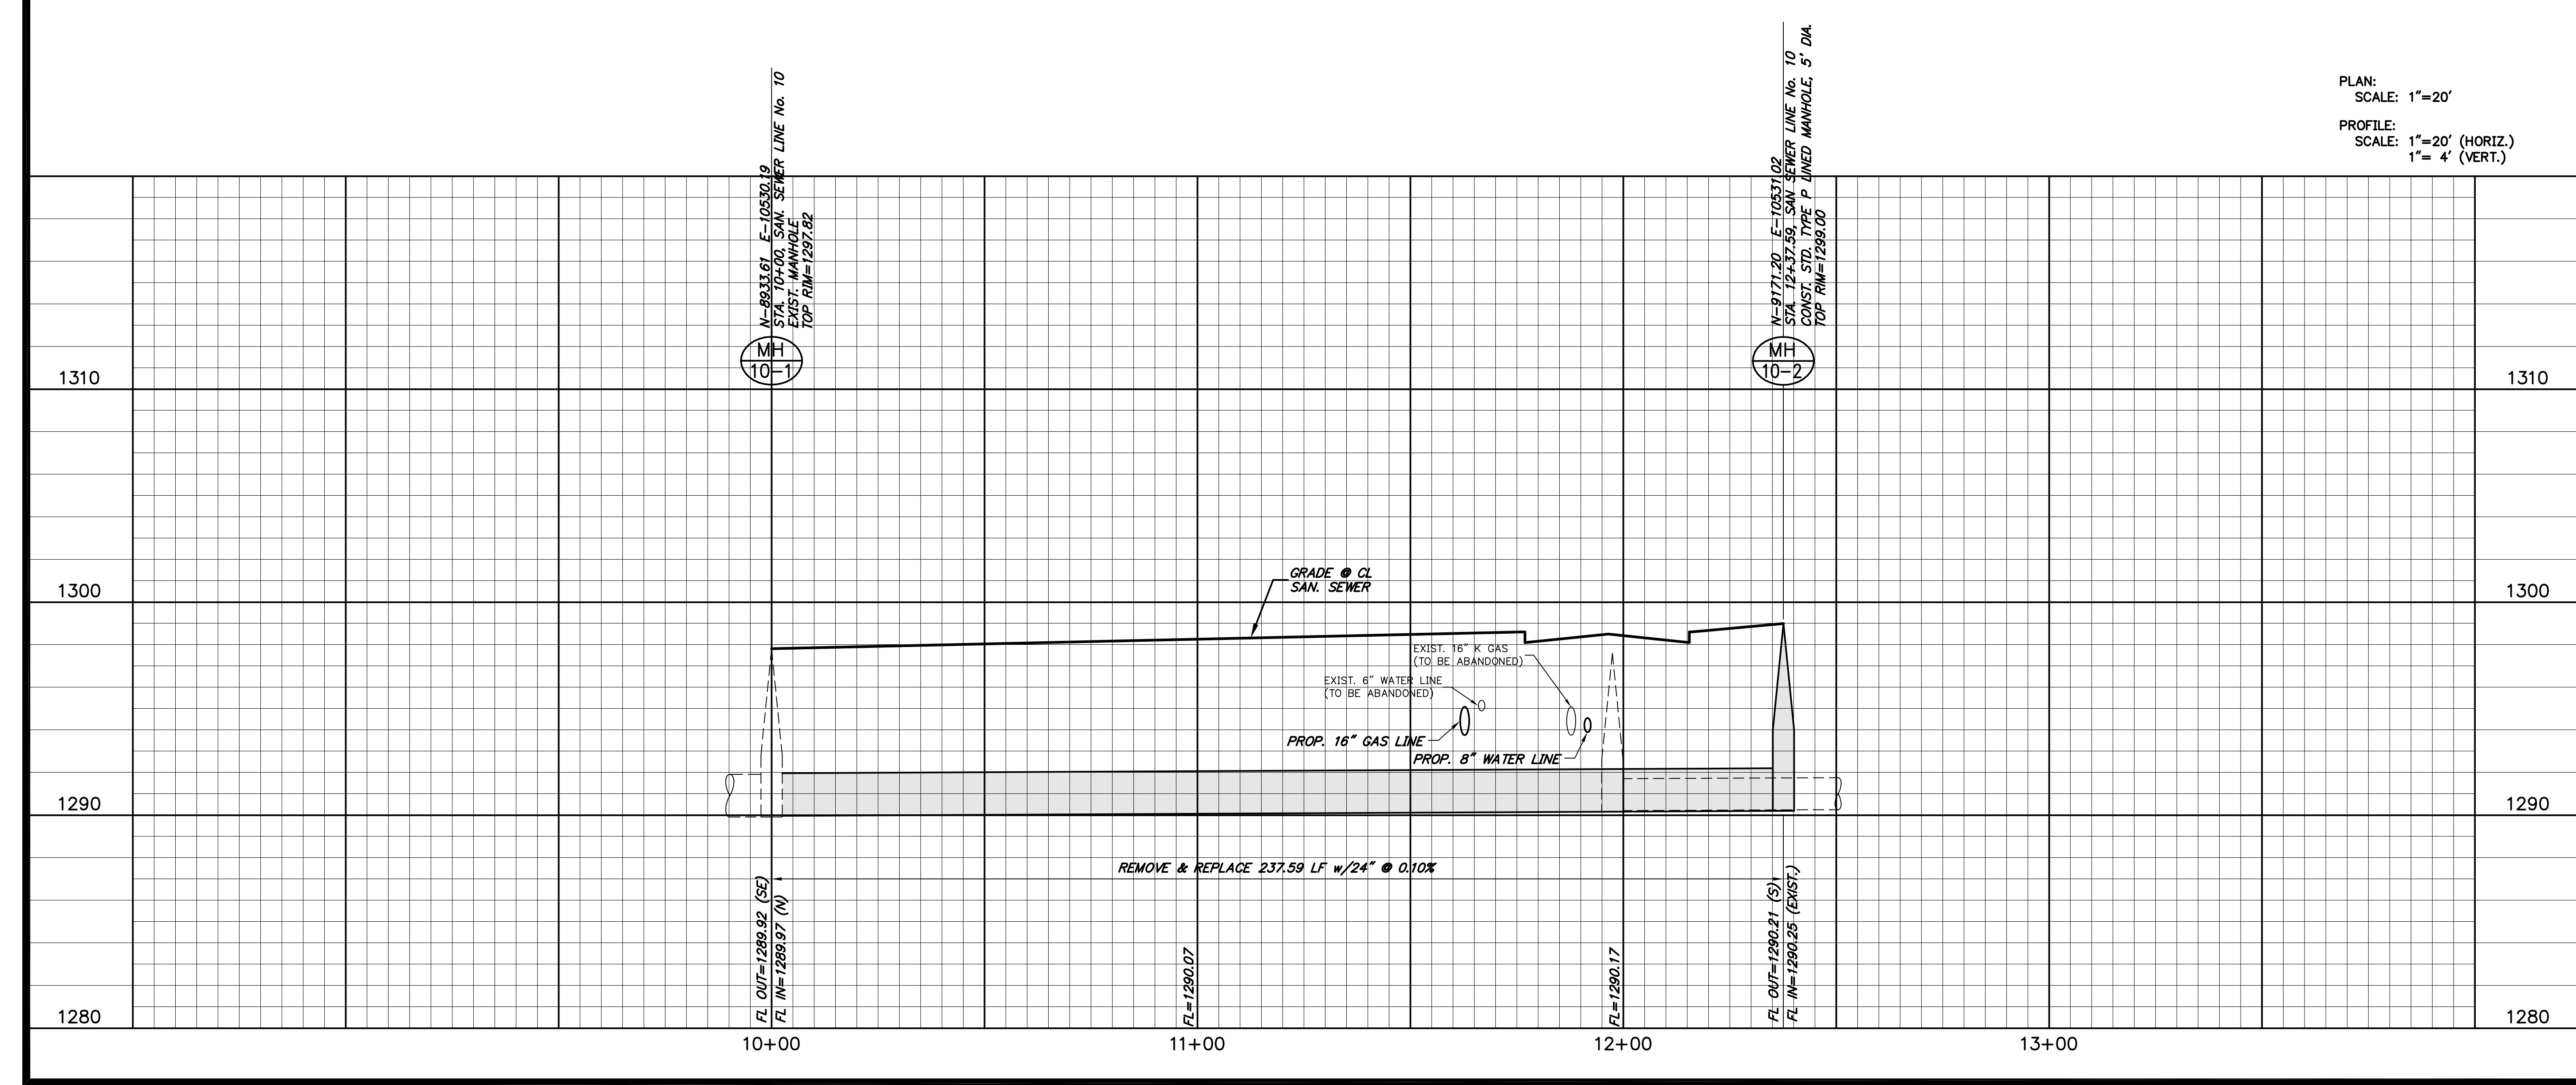 PLAN:
SCALE: 1"=20'
PROFILE:
SCALE: 1"=20' (HORIZ.)
1"= 4' (VERT.)
N-8933.61 E-10530.19
STA. 10+00, SAN. SEWER LINE No. 10
EXIST. MANHOLE
TOP RIM=1297.82
MH
10-1
N-9171.20 E-10531.02
STA. 12+37.59, SAN SEWER LINE No. 10
CONST. STD. TYPE P LINED MANHOLE, 5' DIA.
TOP RIM=1299.00
MH
10-2
1310
1310
1300
1300
GRADE @ CL
SAN. SEWER
EXIST. 16" K GAS
(TO BE ABANDONED)
EXIST. 6" WATER LINE
(TO BE ABANDONED)
PROP. 16" GAS LINE
PROP. 8" WATER LINE
1290
1290
REMOVE & REPLACE 237.59 LF w/24" @ 0.10%
FL OUT=1289.92 (SE)
FL IN=1289.97 (N)
FL=1290.07
FL=1290.17
FL OUT=1290.21 (S)
FL IN=1290.25 (EXIST.)
1280
1280
10+00
11+00
12+00
13+00